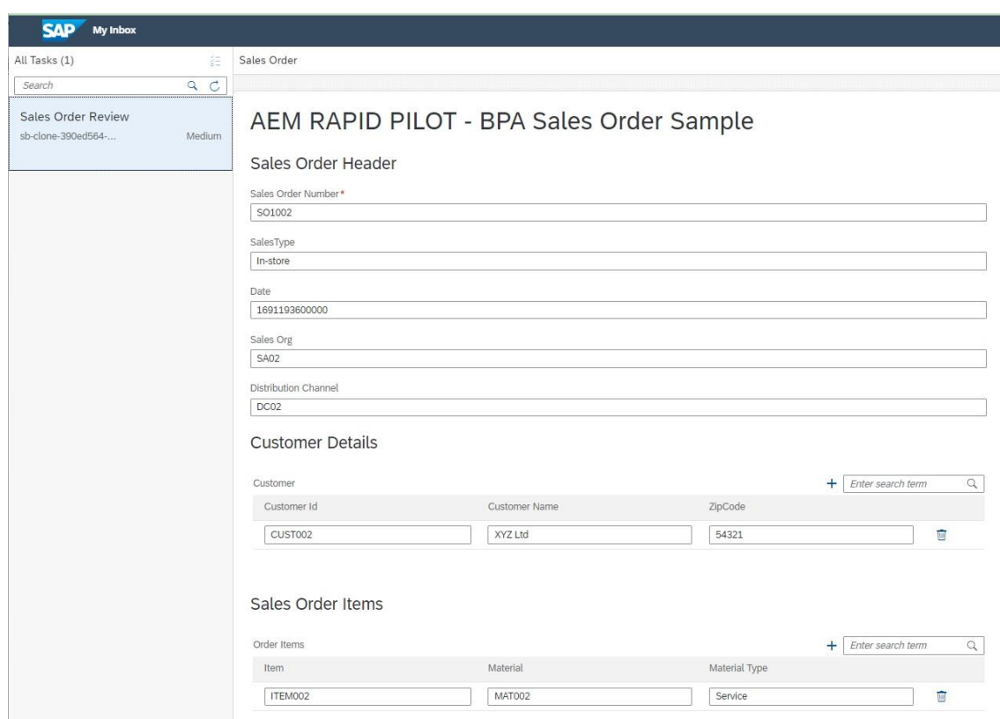 SAP My Inbox
All Tasks (1)
Search
Sales Order Review
sb-clone-390ed564-...
Medium
Sales Order
AEM RAPID PILOT - BPA Sales Order Sample
Sales Order Header
Sales Order Number*
SO1002
SalesType
In-store
Date
1691193600000
Sales Org
SA02
Distribution Channel
DC02
Customer Details
Customer
Enter search term
Customer Id Customer Name ZipCode
CUST002 XYZ Ltd 54321
Sales Order Items
Order Items
Enter search term
Item Material Material Type
ITEM002 MAT002 Service